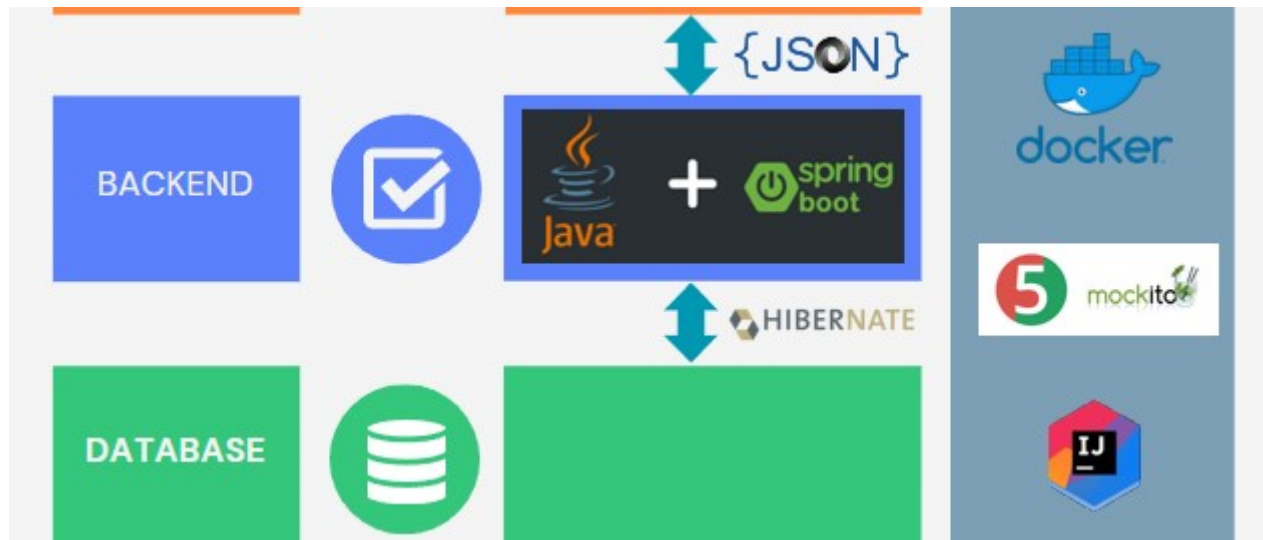 {JSON}
docker
BACKEND
Java
+
spring
boot
5
mockito
HIBERNATE
DATABASE
IJ